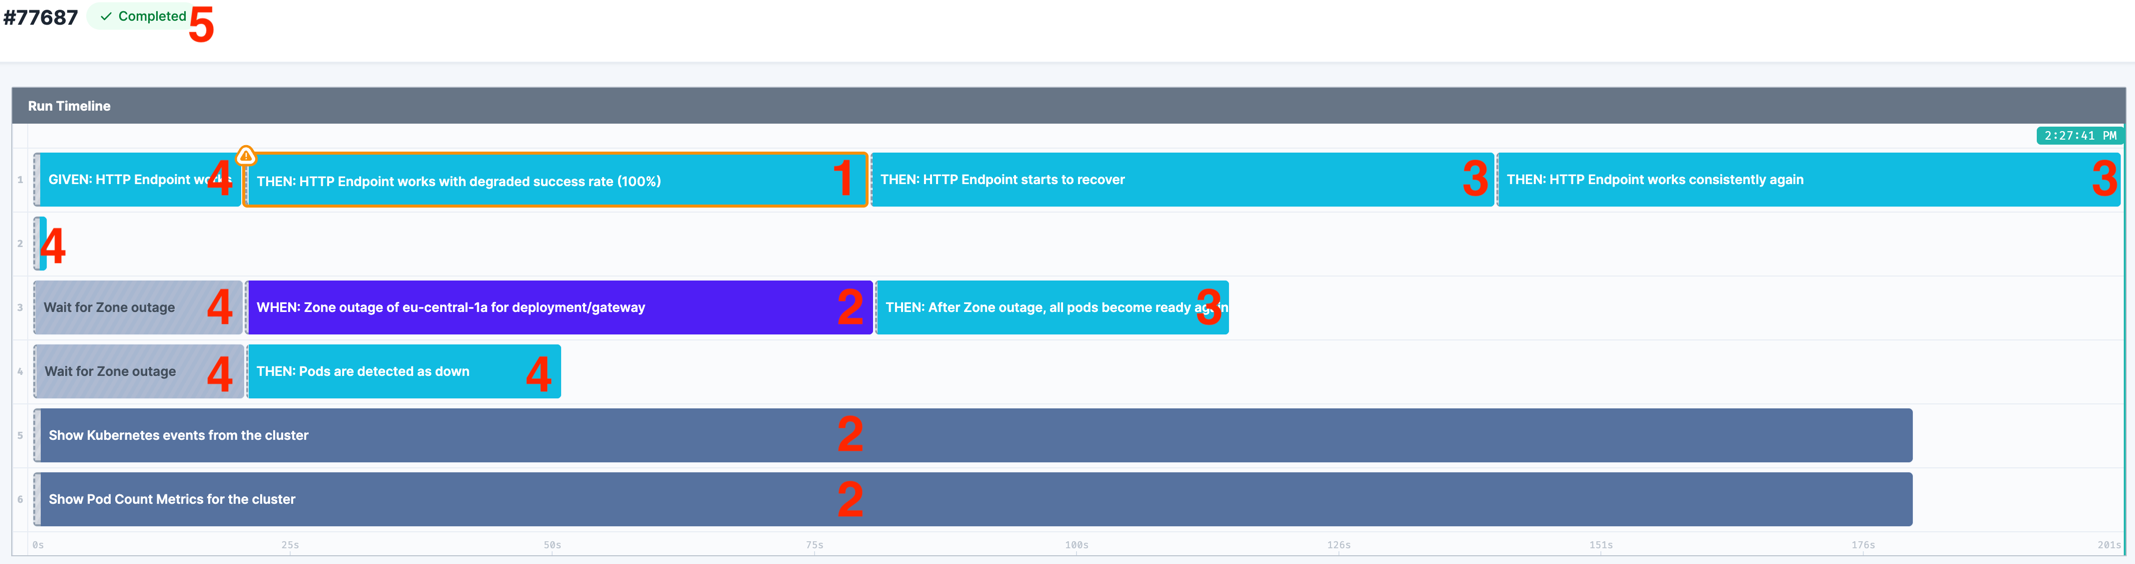 #77687 Completed 5
Run Timeline
2:27:41 PM
1 GIVEN: HTTP Endpoint works 4 THEN: HTTP Endpoint works with degraded success rate (100%) 1 THEN: HTTP Endpoint starts to recover 3 THEN: HTTP Endpoint works consistently again 3
2 4
3 Wait for Zone outage 4 WHEN: Zone outage of eu-central-1a for deployment/gateway 2 THEN: After Zone outage, all pods become ready again 3
4 Wait for Zone outage 4 THEN: Pods are detected as down 4
5 Show Kubernetes events from the cluster 2
6 Show Pod Count Metrics for the cluster 2
0s 25s 50s 75s 100s 126s 151s 176s 201s